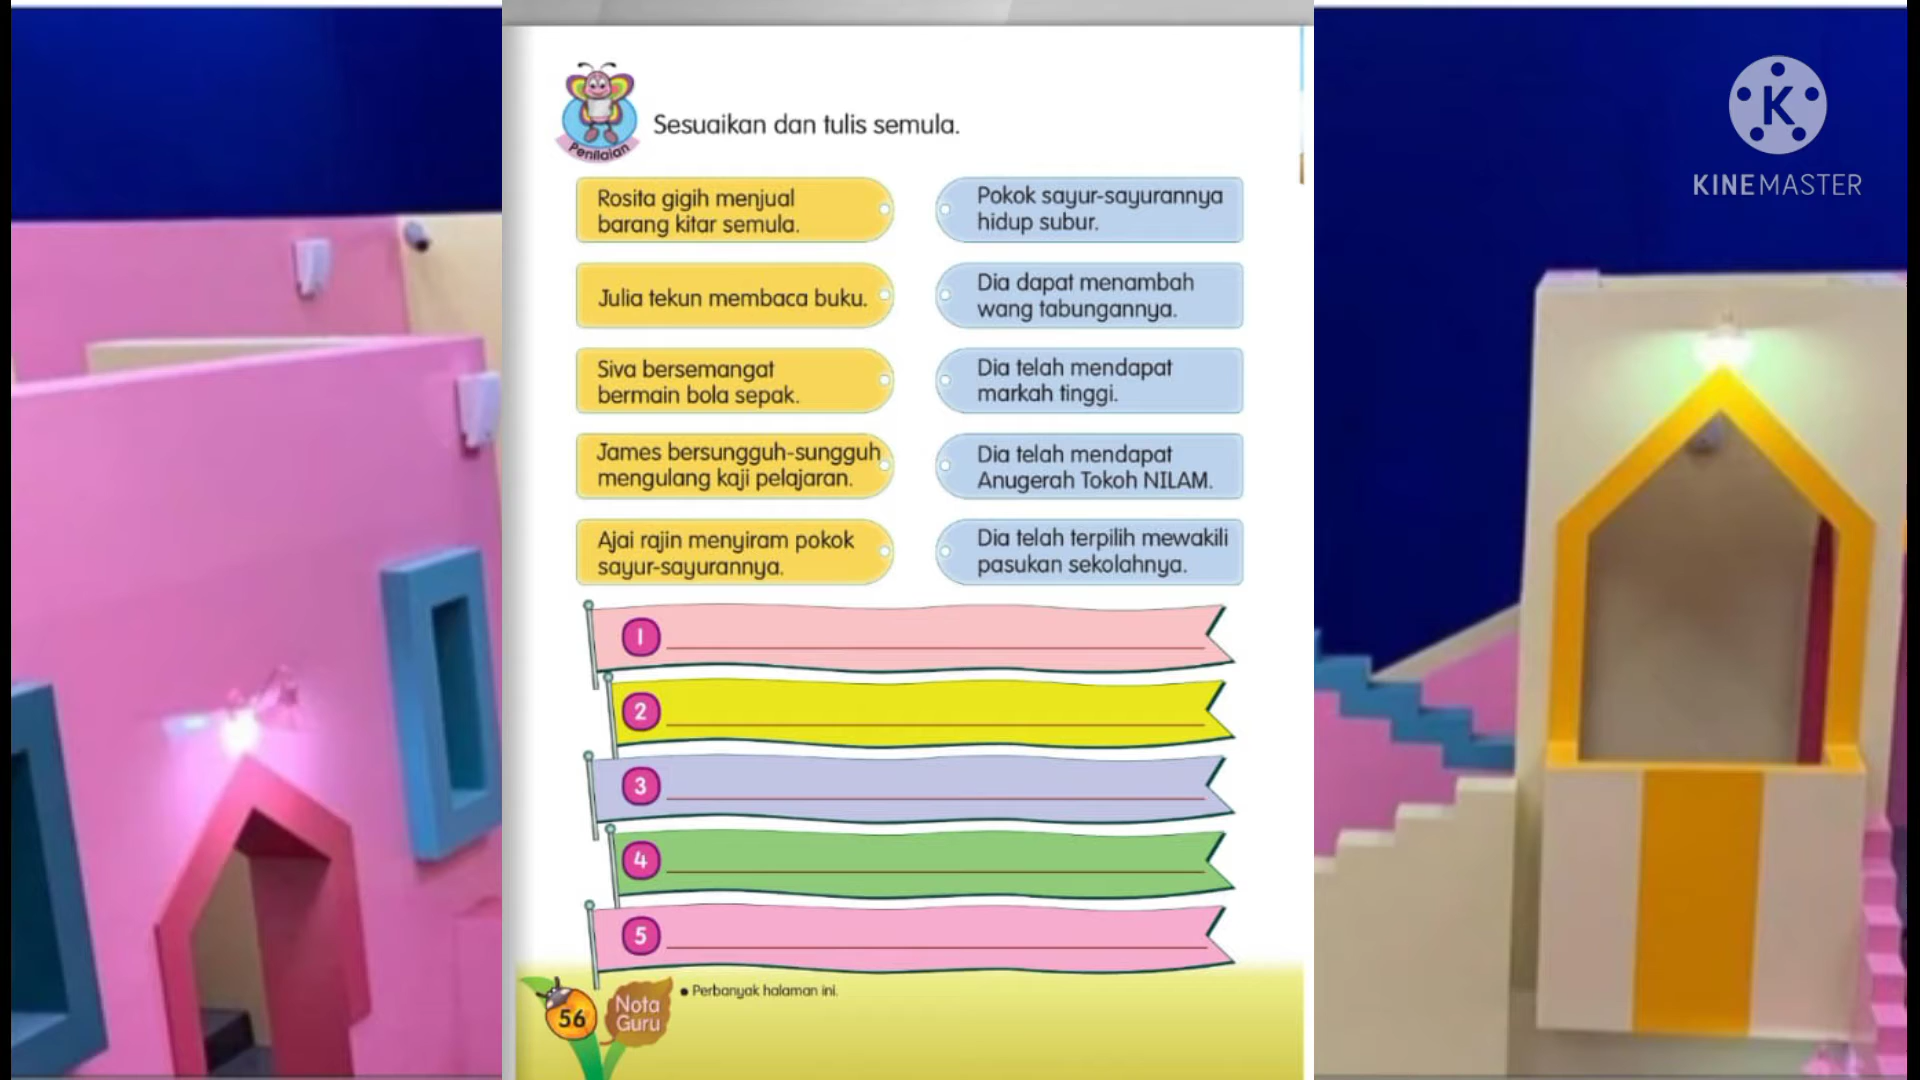 KINEMASTER
Penilaian
Sesuaikan dan tulis semula.
Rosita gigih menjual
barang kitar semula.
Pokok sayur-sayurannya
hidup subur.
Julia tekun membaca buku.
Dia dapat menambah
wang tabungannya.
Siva bersemangat
bermain bola sepak.
Dia telah mendapat
markah tinggi.
James bersungguh-sungguh
mengulang kaji pelajaran.
Dia telah mendapat
Anugerah Tokoh NILAM.
Ajai rajin menyiram pokok
sayur-sayurannya.
Dia telah terpilih mewakili
pasukan sekolahnya.
1
2
3
4
5
56
Nota
Guru
• Perbanyak halaman ini.